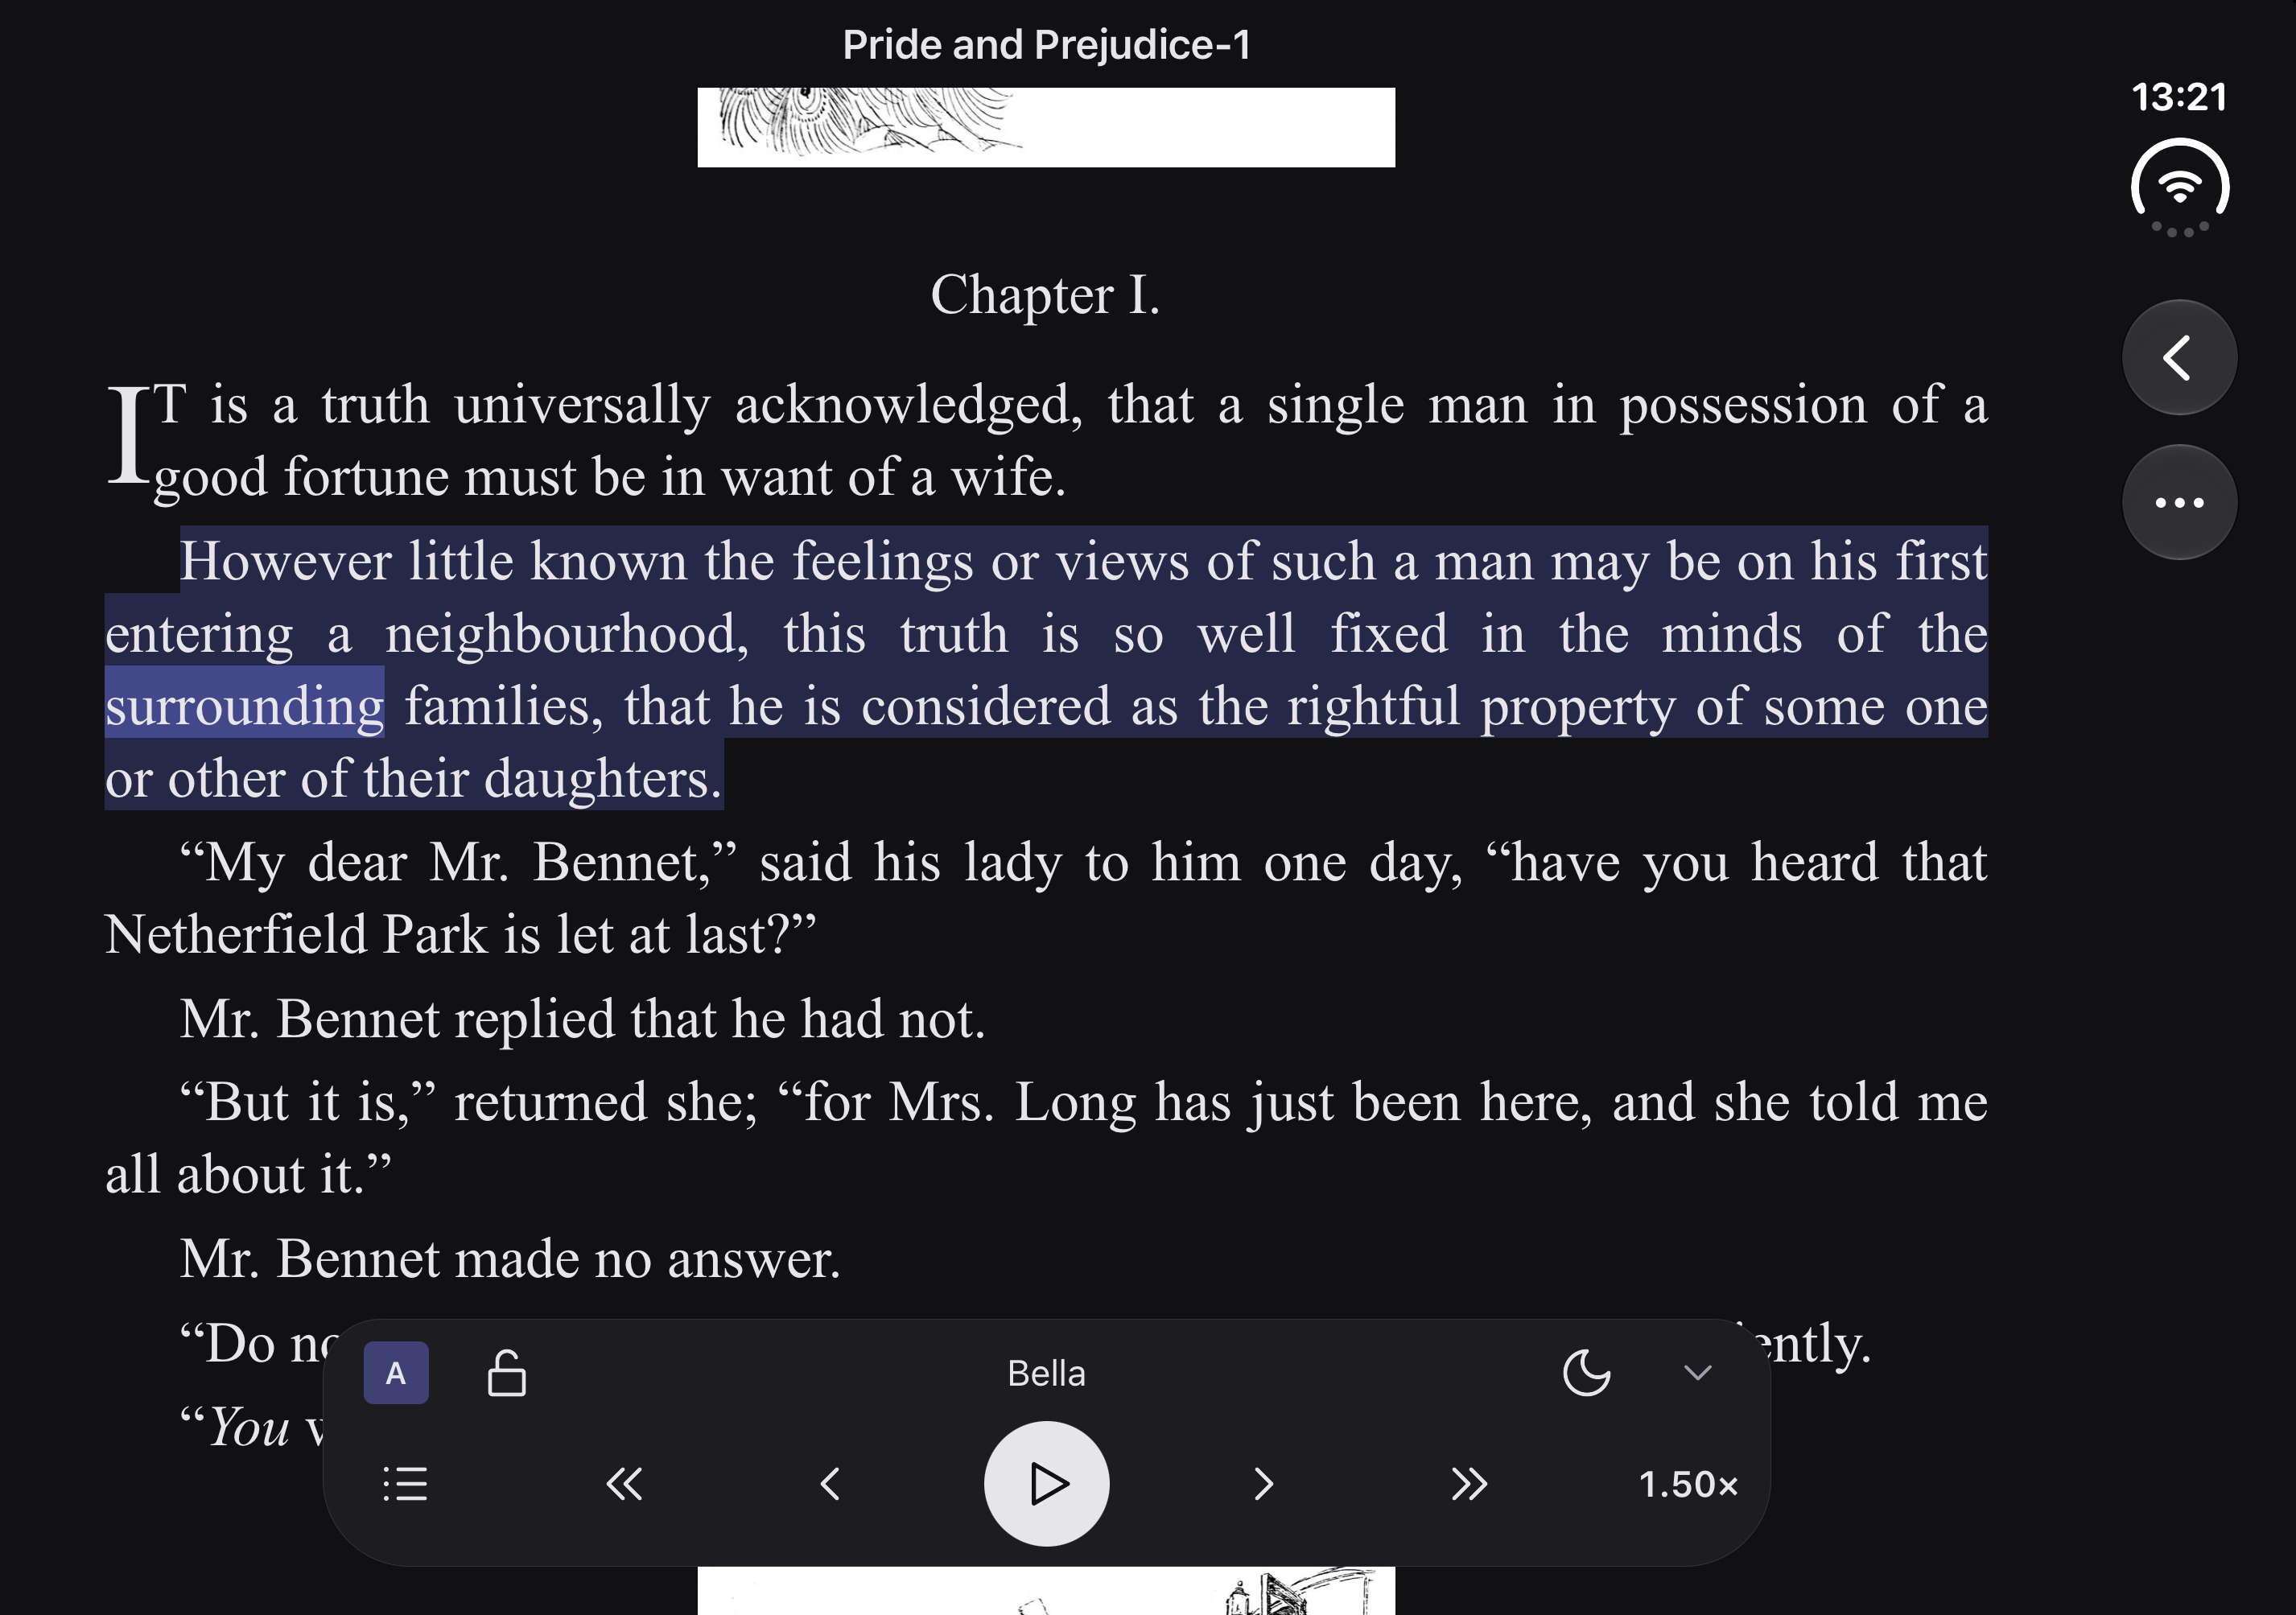 Pride and Prejudice-1
13:21
Chapter I.
IT is a truth universally acknowledged, that a single man in possession of a
good fortune must be in want of a wife.
However little known the feelings or views of such a man may be on his first
entering a neighbourhood, this truth is so well fixed in the minds of the
surrounding families, that he is considered as the rightful property of some one
or other of their daughters.
“My dear Mr. Bennet,” said his lady to him one day, “have you heard that
Netherfield Park is let at last?”
Mr. Bennet replied that he had not.
“But it is,” returned she; “for Mrs. Long has just been here, and she told me
all about it.”
Mr. Bennet made no answer.
“Do
“You
A
Bella
1.50×